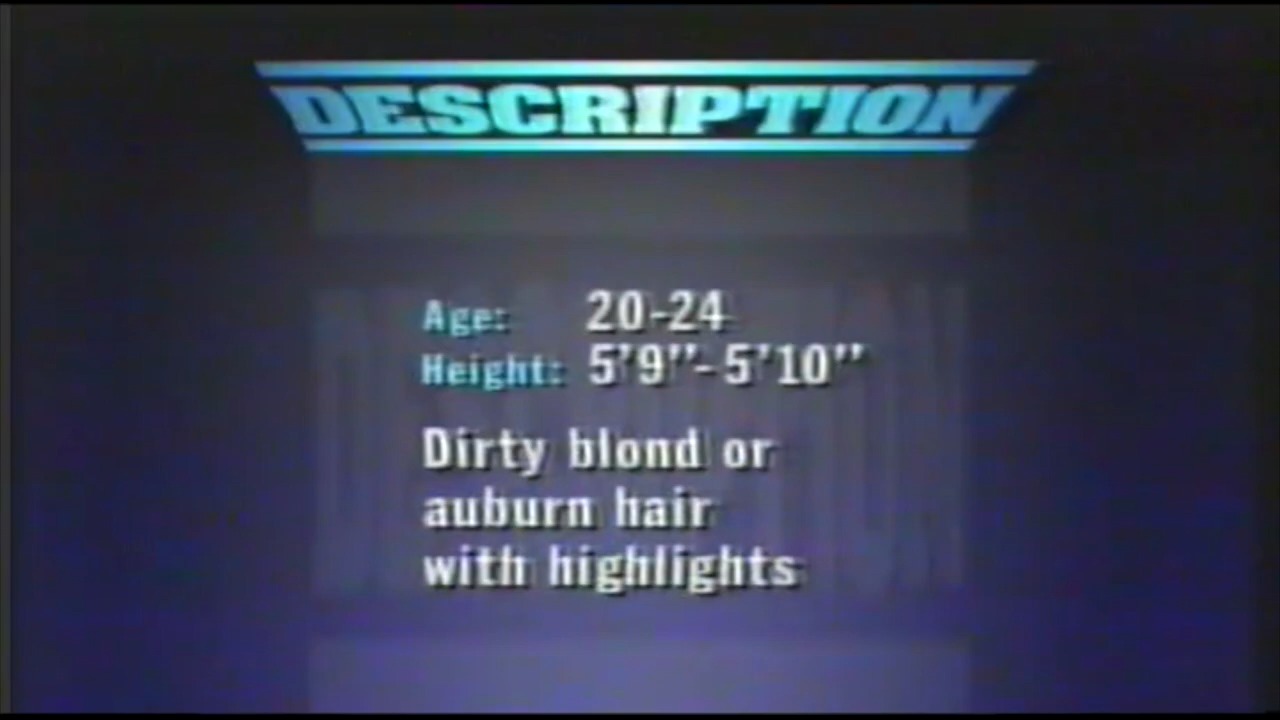 DESCRIPTION
Age: 20-24
Height: 5'9"- 5'10"
Dirty blond or
auburn hair
with highlights